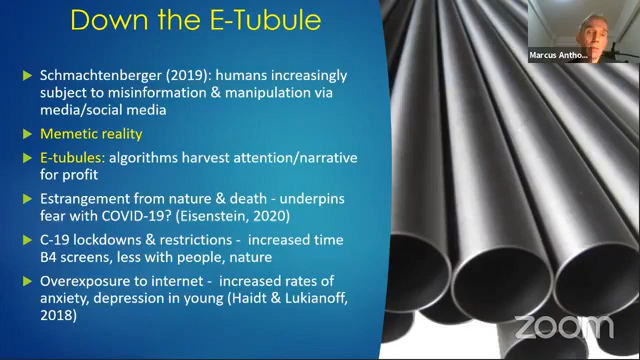 Down the E-Tubule
Marcus Antho...
Schmachtenberger (2019): humans increasingly
subject to misinformation & manipulation via
media/social media
Memetic reality
E-tubules: algorithms harvest attention/narrative
for profit
Estrangement from nature & death - underpins
fear with COVID-19? (Eisenstein, 2020)
C-19 lockdowns & restrictions - increased time
B4 screens, less with people, nature
Overexposure to internet - increased rates of
anxiety, depression in young (Haidt & Lukianoff,
2018)
zoom